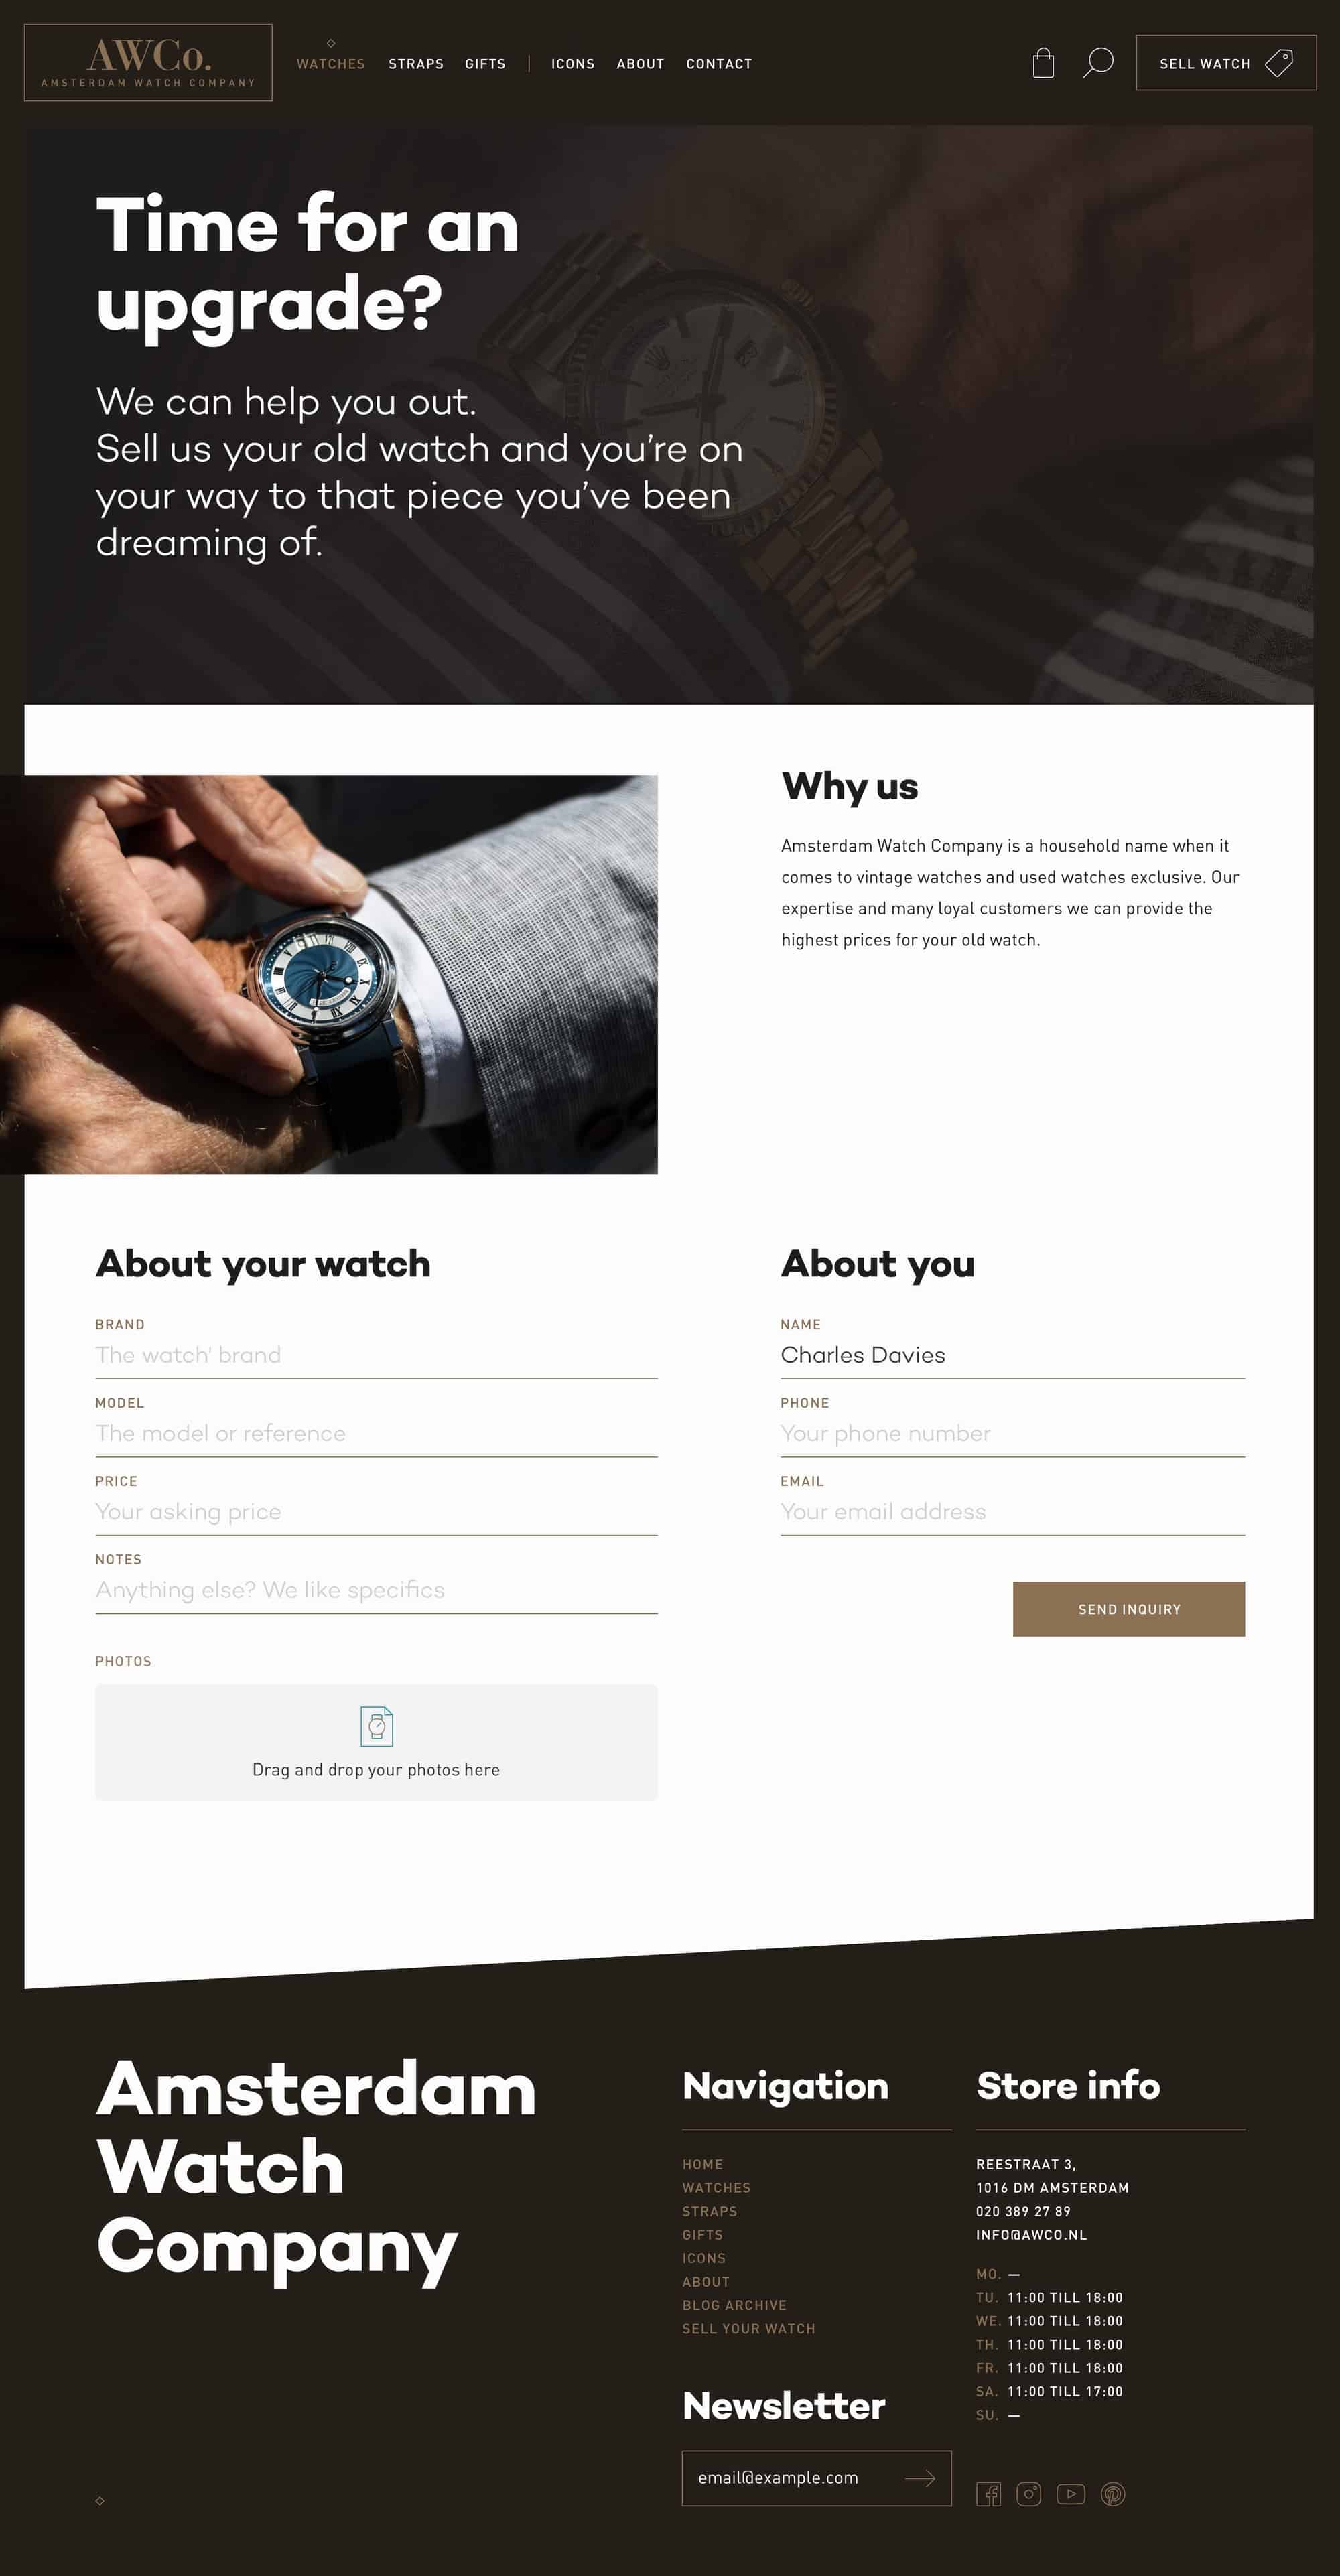 AWCo.
AMSTERDAM WATCH COMPANY
WATCHES STRAPS GIFTS ICONS ABOUT CONTACT
SELL WATCH
Time for an
upgrade?
We can help you out.
Sell us your old watch and you’re on
your way to that piece you’ve been
dreaming of.
Why us
Amsterdam Watch Company is a household name when it
comes to vintage watches and used watches exclusive. Our
expertise and many loyal customers we can provide the
highest prices for your old watch.
About your watch
BRAND
The watch' brand
MODEL
The model or reference
PRICE
Your asking price
NOTES
Anything else? We like specifics
PHOTOS
Drag and drop your photos here
About you
NAME
Charles Davies
PHONE
Your phone number
EMAIL
Your email address
SEND INQUIRY
Amsterdam
Watch
Company
Navigation
HOME
WATCHES
STRAPS
GIFTS
ICONS
ABOUT
BLOG ARCHIVE
SELL YOUR WATCH
Newsletter
email@example.com
Store info
REESTRAAT 3,
1016 DM AMSTERDAM
020 389 27 89
INFO@AWCO.NL
MO. —
TU. 11:00 TILL 18:00
WE. 11:00 TILL 18:00
TH. 11:00 TILL 18:00
FR. 11:00 TILL 18:00
SA. 11:00 TILL 17:00
SU. —